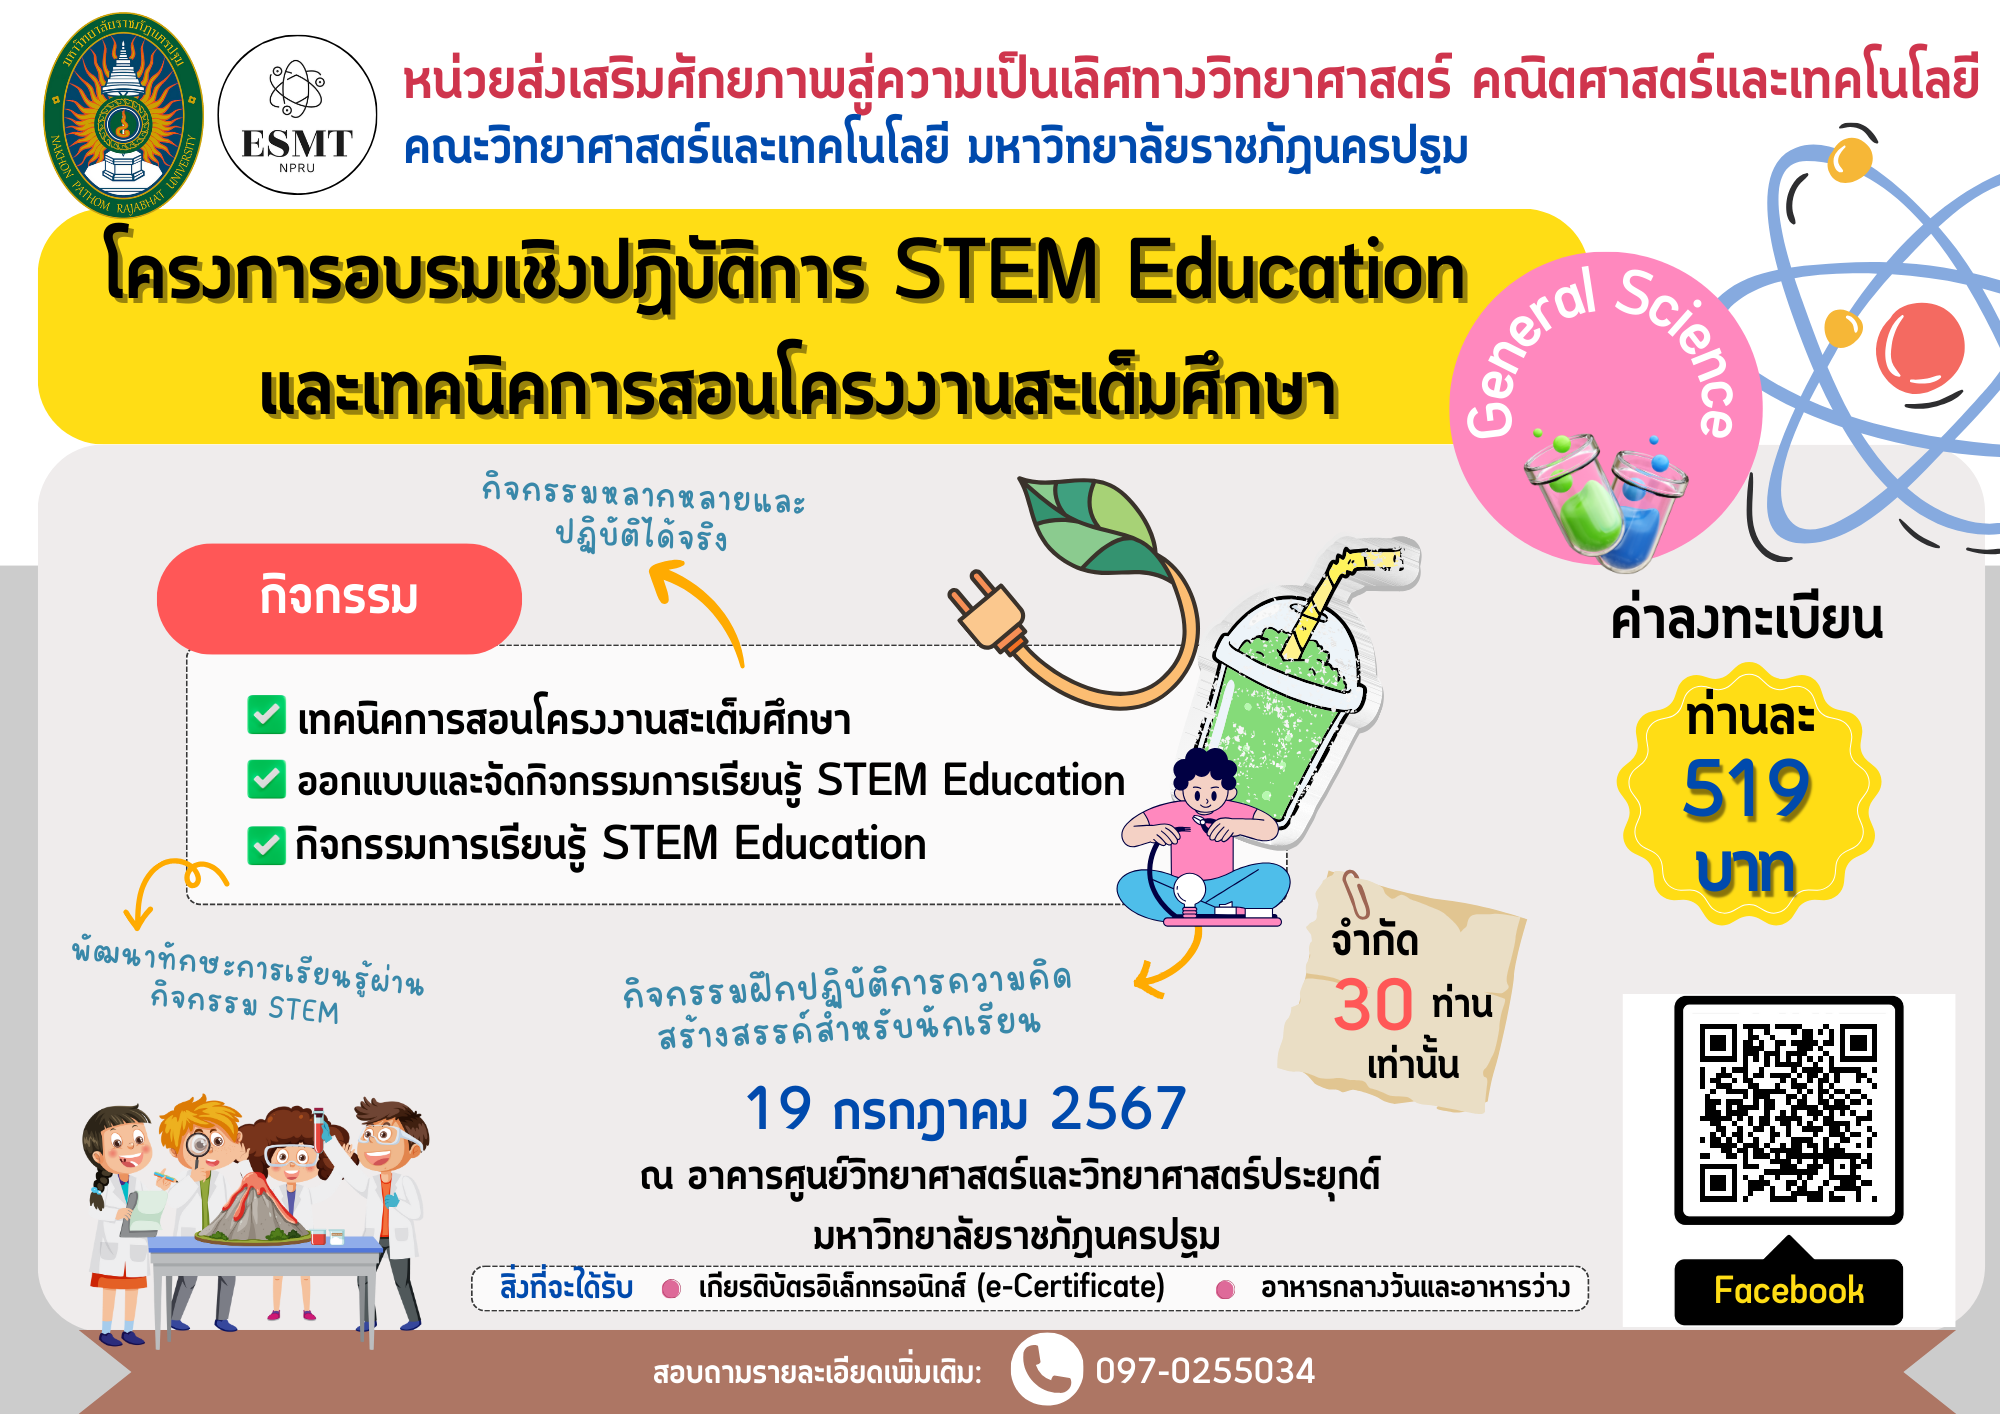 มหาวิทยาลัยราชภัฏนครปฐม
NAKHON PATHOM RAJABHAT UNIVERSITY
ESMT
NPRU
หน่วยส่งเสริมศักยภาพสู่ความเป็นเลิศทางวิทยาศาสตร์ คณิตศาสตร์และเทคโนโลยี
คณะวิทยาศาสตร์และเทคโนโลยี มหาวิทยาลัยราชภัฏนครปฐม
โครงการอบรมเชิงปฏิบัติการ STEM Education
และเทคนิคการสอนโครงงานสะเต็มศึกษา
General Science
กิจกรรมหลากหลายและ
ปฏิบัติได้จริง
กิจกรรม
เทคนิคการสอนโครงงานสะเต็มศึกษา
ออกแบบและจัดกิจกรรมการเรียนรู้ STEM Education
กิจกรรมการเรียนรู้ STEM Education
ค่าลงทะเบียน
ท่านละ
519
บาท
พัฒนาทักษะการเรียนรู้ผ่าน
กิจกรรม STEM
กิจกรรมฝึกปฏิบัติการความคิด
สร้างสรรค์สำหรับนักเรียน
จำกัด
30 ท่าน
เท่านั้น
19 กรกฎาคม 2567
ณ อาคารศูนย์วิทยาศาสตร์และวิทยาศาสตร์ประยุกต์
มหาวิทยาลัยราชภัฏนครปฐม
สิ่งที่จะได้รับ เกียรติบัตรอิเล็กทรอนิกส์ (e-Certificate) อาหารกลางวันและอาหารว่าง
Facebook
สอบถามรายละเอียดเพิ่มเติม: 097-0255034